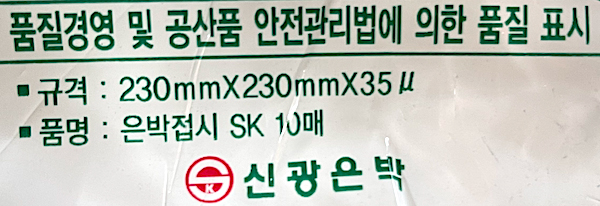 품질경영 및 공산품 안전관리법에 의한 품질 표시
▪규격 : 230mmX230mmX35μ
▪품명 : 은박접시 SK 10매
K 신광은박